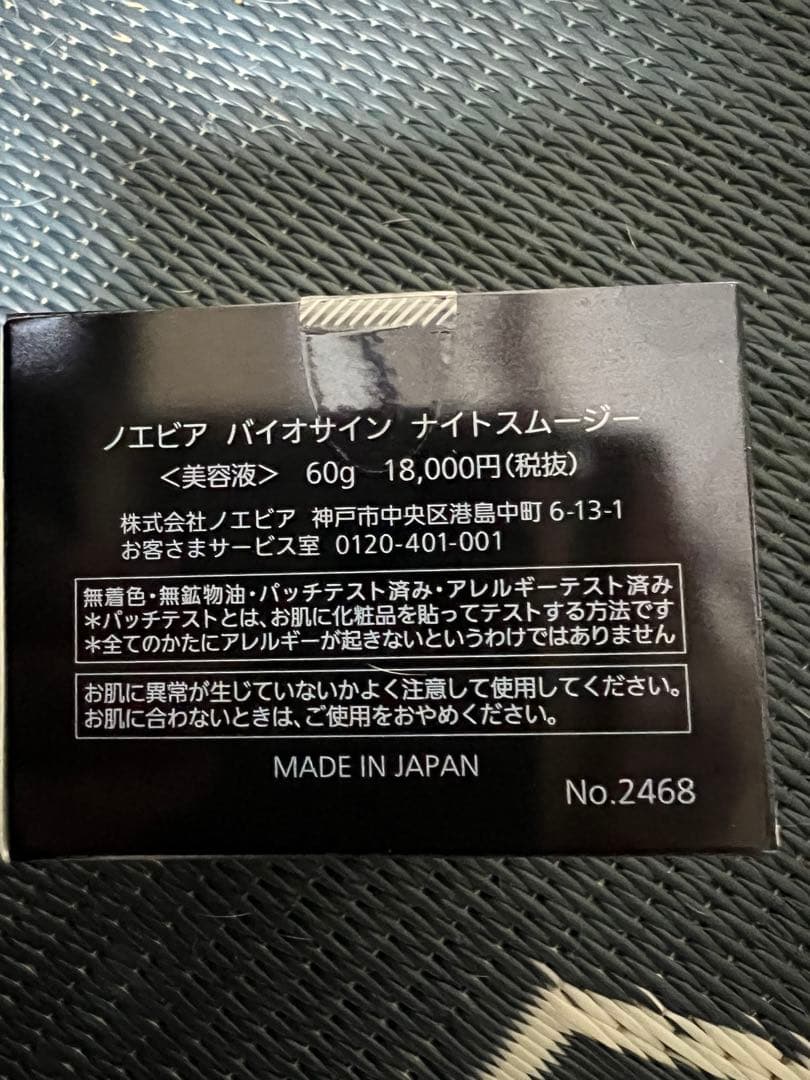 ノエビア バイオサイン ナイトスムージー
＜美容液＞ 60g 18,000円(税抜)
株式会社ノエビア 神戸市中央区港島中町6-13-1
お客さまサービス室 0120-401-001
無着色・無鉱物油・パッチテスト済み・アレルギーテスト済み
＊パッチテストとは、お肌に化粧品を貼ってテストする方法です
＊全てのかたにアレルギーが起きないというわけではありません
お肌に異常が生じていないかよく注意して使用してください。
お肌に合わないときは、ご使用をおやめください。
MADE IN JAPAN
No.2468